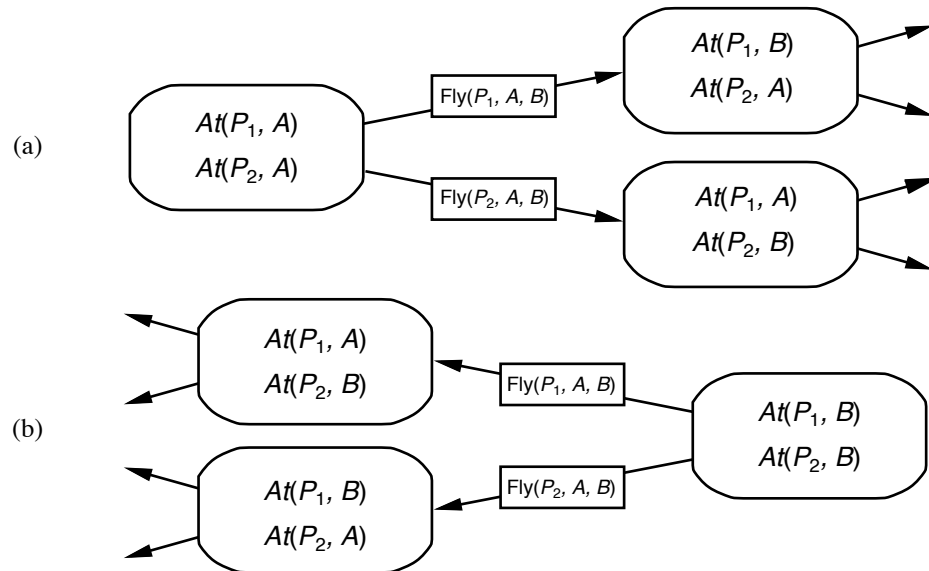 (a)
At(P₁, A)
At(P₂, A)
Fly(P₁, A, B)
Fly(P₂, A, B)
At(P₁, B)
At(P₂, A)
At(P₁, A)
At(P₂, B)
(b)
At(P₁, A)
At(P₂, B)
At(P₁, B)
At(P₂, A)
Fly(P₁, A, B)
Fly(P₂, A, B)
At(P₁, B)
At(P₂, B)